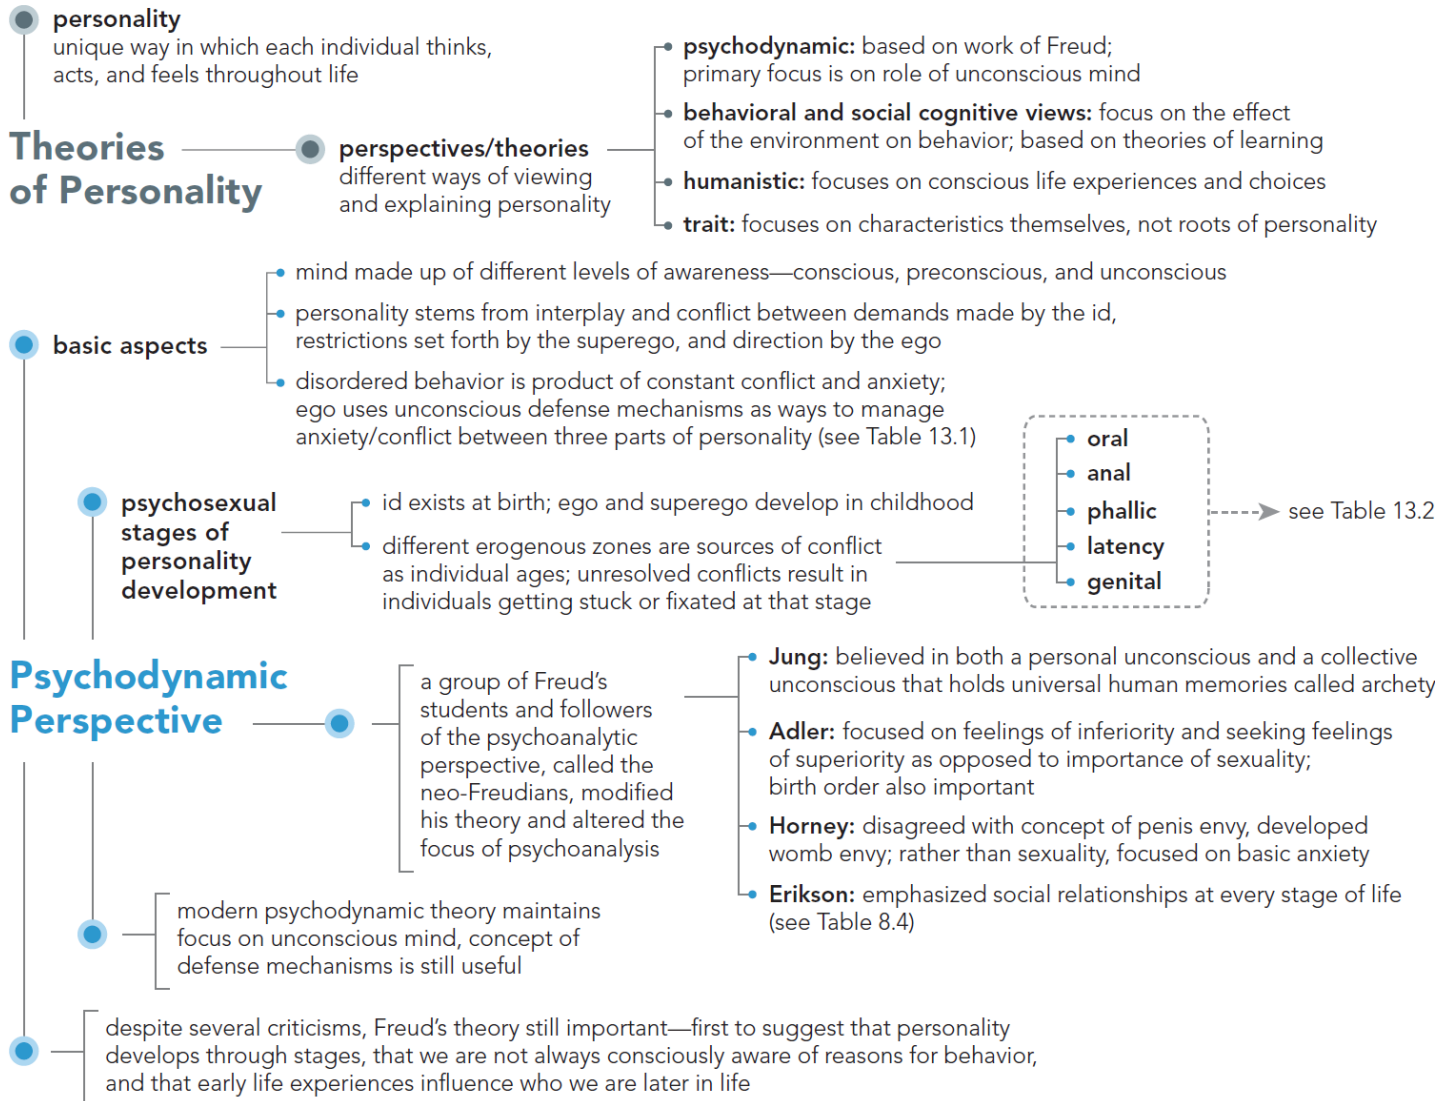 personality
unique way in which each individual thinks,
acts, and feels throughout life
Theories
of Personality
perspectives/theories
different ways of viewing
and explaining personality
psychodynamic: based on work of Freud;
primary focus is on role of unconscious mind
behavioral and social cognitive views: focus on the effect
of the environment on behavior; based on theories of learning
humanistic: focuses on conscious life experiences and choices
trait: focuses on characteristics themselves, not roots of personality
basic aspects
mind made up of different levels of awareness—conscious, preconscious, and unconscious
personality stems from interplay and conflict between demands made by the id,
restrictions set forth by the superego, and direction by the ego
disordered behavior is product of constant conflict and anxiety;
ego uses unconscious defense mechanisms as ways to manage
anxiety/conflict between three parts of personality (see Table 13.1)
psychosexual
stages of
personality
development
id exists at birth; ego and superego develop in childhood
different erogenous zones are sources of conflict
as individual ages; unresolved conflicts result in
individuals getting stuck or fixated at that stage
oral
anal
phallic
latency
genital
see Table 13.2
Psychodynamic
Perspective
a group of Freud's
students and followers
of the psychoanalytic
perspective, called the
neo-Freudians, modified
his theory and altered the
focus of psychoanalysis
Jung: believed in both a personal unconscious and a collective
unconscious that holds universal human memories called archety
Adler: focused on feelings of inferiority and seeking feelings
of superiority as opposed to importance of sexuality;
birth order also important
Horney: disagreed with concept of penis envy, developed
womb envy; rather than sexuality, focused on basic anxiety
Erikson: emphasized social relationships at every stage of life
(see Table 8.4)
modern psychodynamic theory maintains
focus on unconscious mind, concept of
defense mechanisms is still useful
despite several criticisms, Freud's theory still important—first to suggest that personality
develops through stages, that we are not always consciously aware of reasons for behavior,
and that early life experiences influence who we are later in life